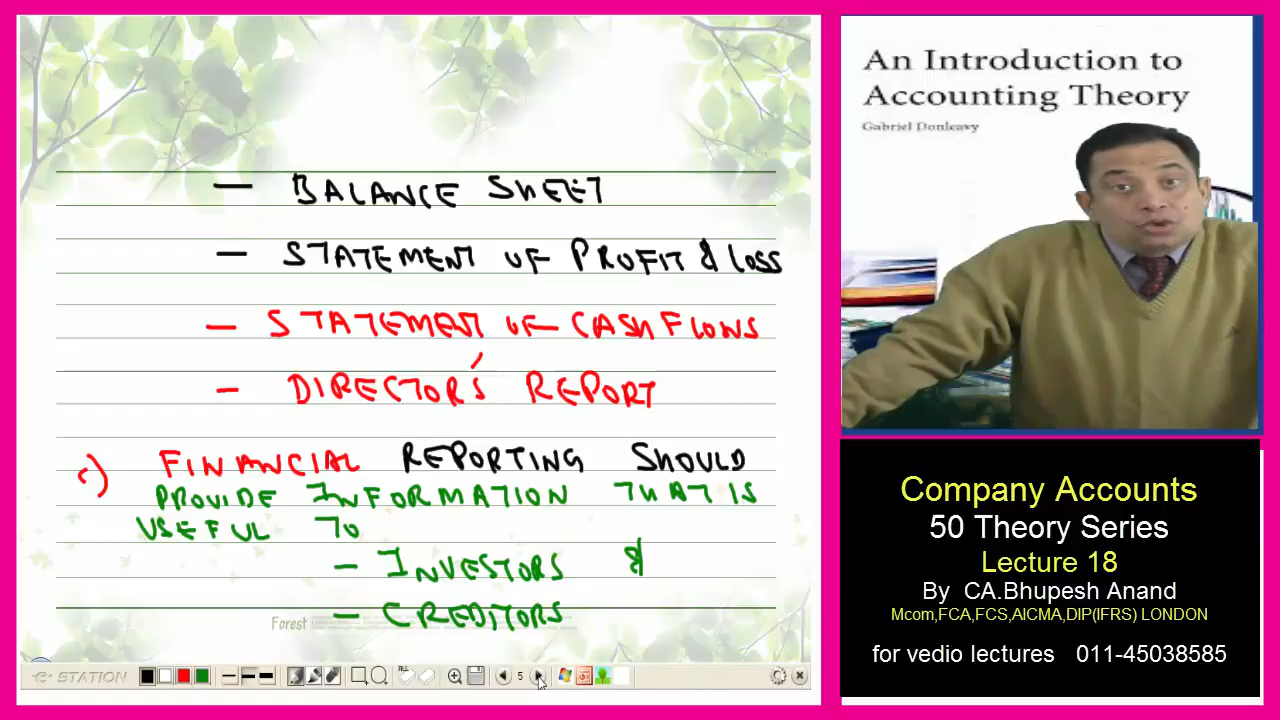 — BALANCE SHEET
— STATEMENT OF PROFIT & LOSS
— STATEMENT OF CASH FLOWS
— DIRECTOR'S REPORT
c) FINANCIAL REPORTING SHOULD
PROVIDE INFORMATION THAT IS
USEFUL TO
— INVESTORS &
— CREDITORS
Forest
e-STATION
5
An Introduction to
Accounting Theory
Gabriel Donleavy
Company Accounts
50 Theory Series
Lecture 18
By CA.Bhupesh Anand
Mcom,FCA,FCS,AICMA,DIP(IFRS) LONDON
for vedio lectures 011-45038585